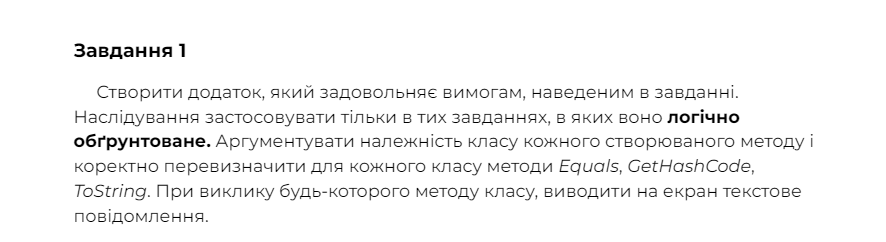 Завдання 1
Створити додаток, який задовольняє вимогам, наведеним в завданні.
Наслідування застосовувати тільки в тих завданнях, в яких воно логічно
обґрунтоване. Аргументувати належність класу кожного створюваного методу і
коректно перевизначити для кожного класу методи Equals, GetHashCode,
ToString. При виклику будь-которого методу класу, виводити на екран текстове
повідомлення.